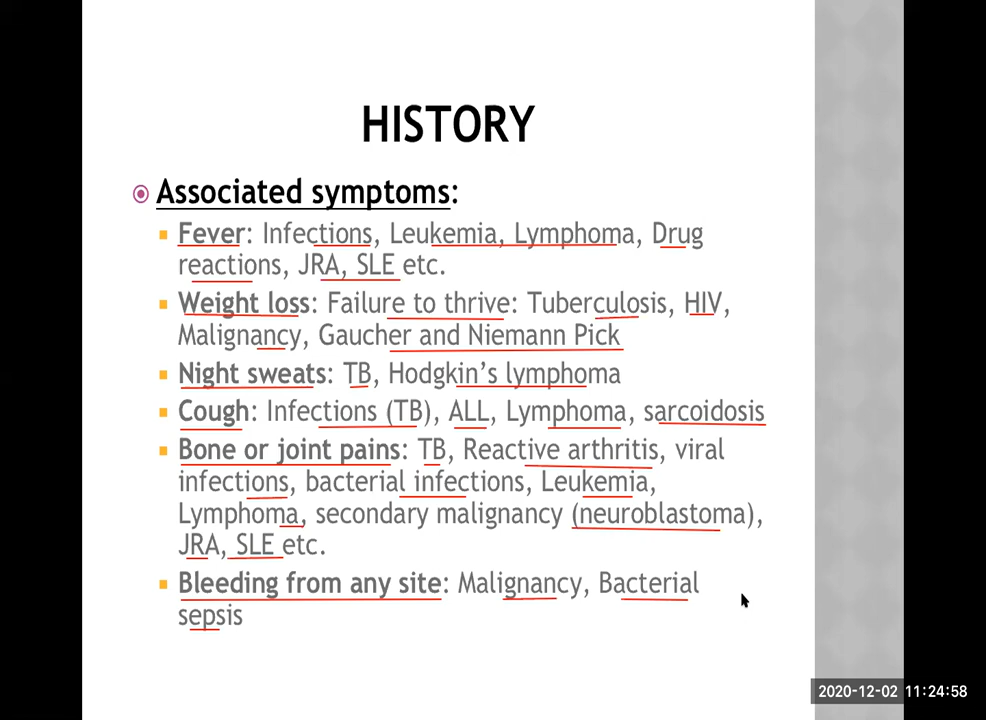 HISTORY
Associated symptoms:
Fever: Infections, Leukemia, Lymphoma, Drug
reactions, JRA, SLE etc.
Weight loss: Failure to thrive: Tuberculosis, HIV,
Malignancy, Gaucher and Niemann Pick
Night sweats: TB, Hodgkin's lymphoma
Cough: Infections (TB), ALL, Lymphoma, sarcoidosis
Bone or joint pains: TB, Reactive arthritis, viral
infections, bacterial infections, Leukemia,
Lymphoma, secondary malignancy (neuroblastoma),
JRA, SLE etc.
Bleeding from any site: Malignancy, Bacterial
sepsis
2020-12-02 11:24:58